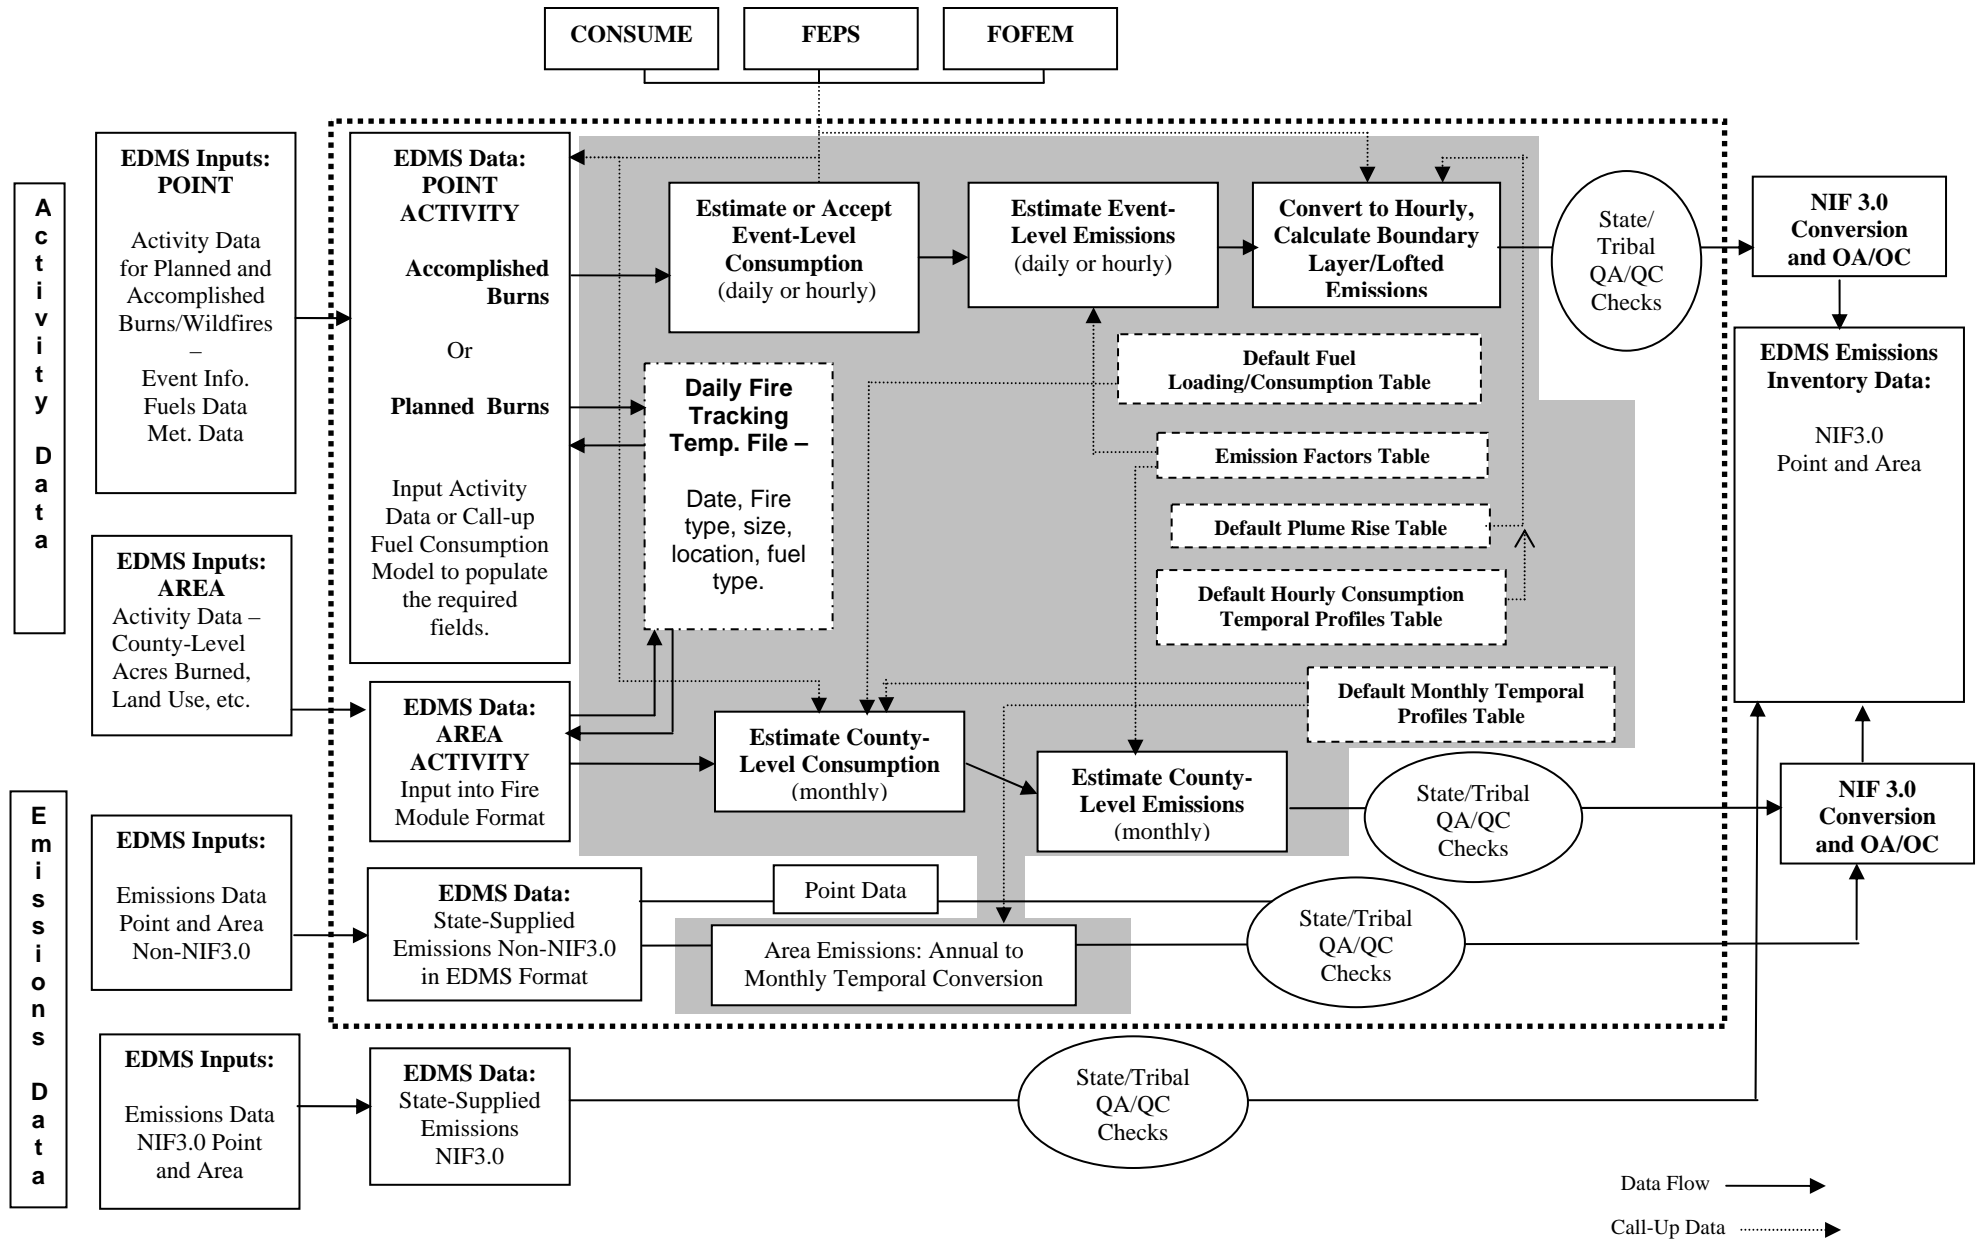 CONSUME
FEPS
FOFEM
Activity Data
Emissions Data
EDMS Inputs:
POINT
Activity Data
for Planned and
Accomplished
Burns/Wildfires
–
Event Info.
Fuels Data
Met. Data
EDMS Data:
POINT
ACTIVITY
Accomplished
Burns
Or
Planned Burns
Input Activity
Data or Call-up
Fuel Consumption
Model to populate
the required
fields.
Estimate or Accept
Event-Level
Consumption
(daily or hourly)
Estimate Event-
Level Emissions
(daily or hourly)
Convert to Hourly,
Calculate Boundary
Layer/Lofted
Emissions
State/
Tribal
QA/QC
Checks
NIF 3.0
Conversion
and OA/OC
Daily Fire
Tracking
Temp. File –
Date, Fire
type, size,
location, fuel
type.
Default Fuel
Loading/Consumption Table
Emission Factors Table
Default Plume Rise Table
Default Hourly Consumption
Temporal Profiles Table
Default Monthly Temporal
Profiles Table
EDMS Emissions
Inventory Data:
NIF3.0
Point and Area
EDMS Inputs:
AREA
Activity Data –
County-Level
Acres Burned,
Land Use, etc.
EDMS Data:
AREA
ACTIVITY
Input into Fire
Module Format
Estimate County-
Level Consumption
(monthly)
Estimate County-
Level Emissions
(monthly)
State/Tribal
QA/QC
Checks
NIF 3.0
Conversion
and OA/OC
EDMS Inputs:
Emissions Data
Point and Area
Non-NIF3.0
EDMS Data:
State-Supplied
Emissions Non-NIF3.0
in EDMS Format
Point Data
Area Emissions: Annual to
Monthly Temporal Conversion
State/Tribal
QA/QC
Checks
EDMS Inputs:
Emissions Data
NIF3.0 Point
and Area
EDMS Data:
State-Supplied
Emissions
NIF3.0
State/Tribal
QA/QC
Checks
Data Flow
Call-Up Data